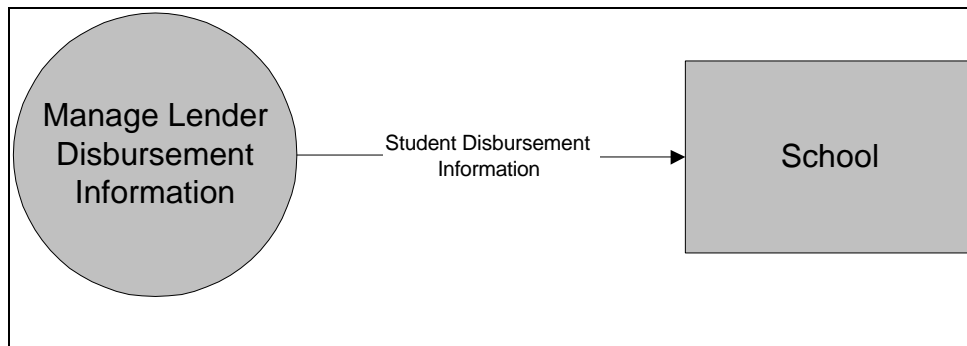 Manage Lender
Disbursement
Information
Student Disbursement
Information
School